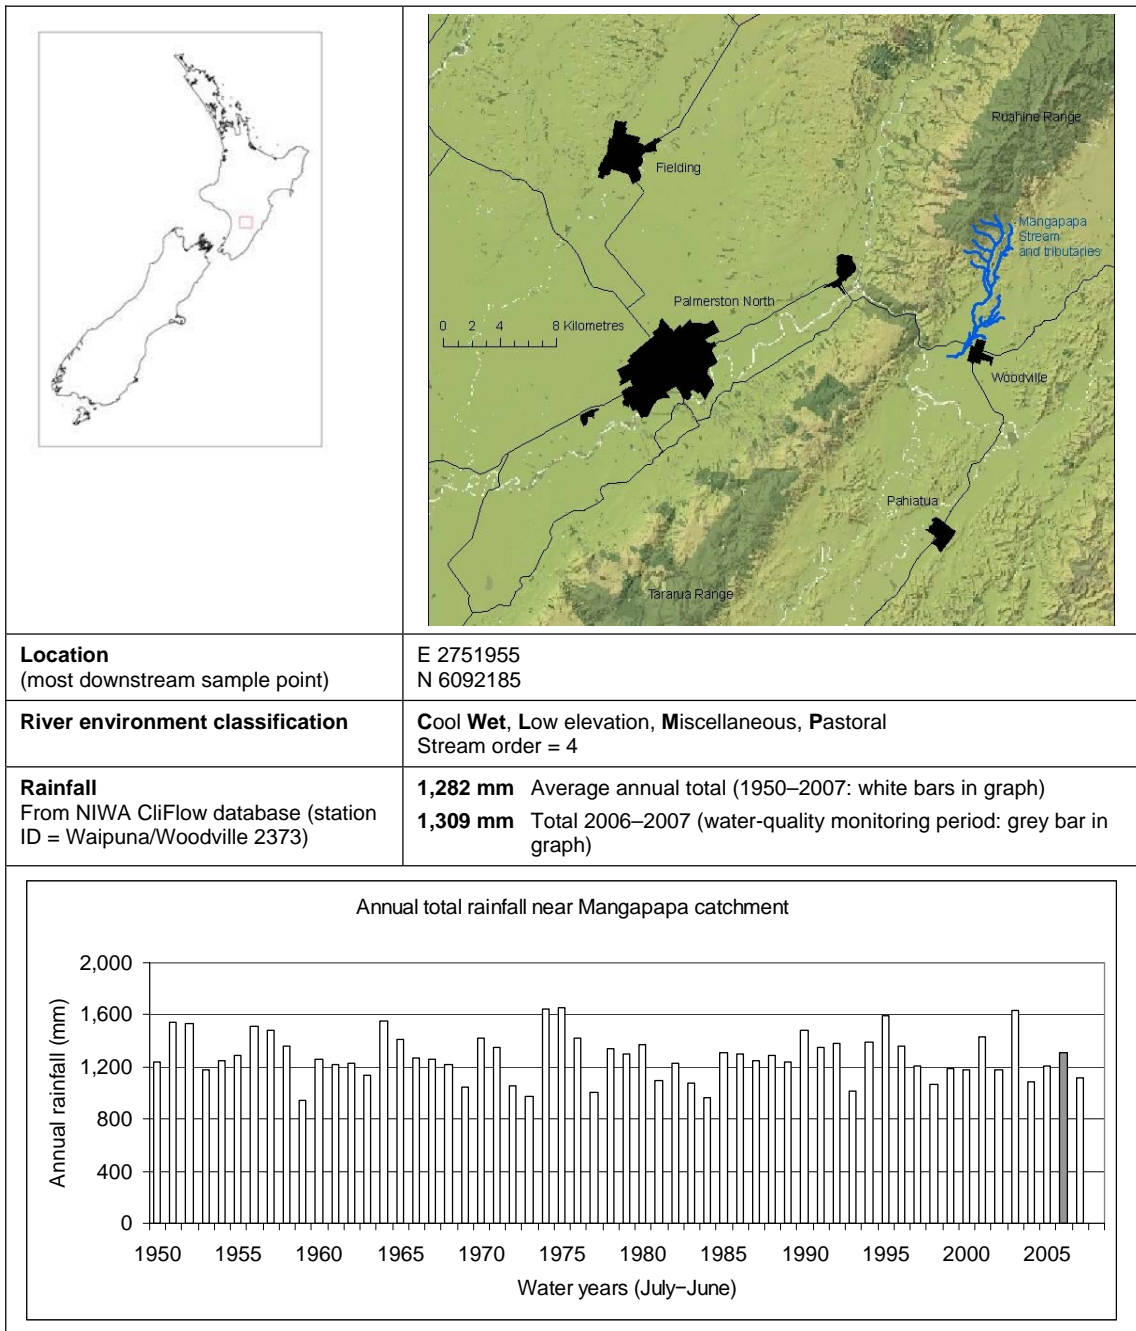 Ruahine Range
Fielding
Mangapapa
Stream
and tributaries
Palmerston North
0 2 4 8 Kilometres
Woodville
Pahiatua
Tararua Range
Location
(most downstream sample point)
E 2751955
N 6092185
River environment classification
Cool Wet, Low elevation, Miscellaneous, Pastoral
Stream order = 4
Rainfall
From NIWA CliFlow database (station
ID = Waipuna/Woodville 2373)
1,282 mm Average annual total (1950–2007: white bars in graph)
1,309 mm Total 2006–2007 (water-quality monitoring period: grey bar in
graph)
Annual total rainfall near Mangapapa catchment
Annual rainfall (mm)
2,000
1,600
1,200
800
400
0
1950 1955 1960 1965 1970 1975 1980 1985 1990 1995 2000 2005
Water years (July–June)